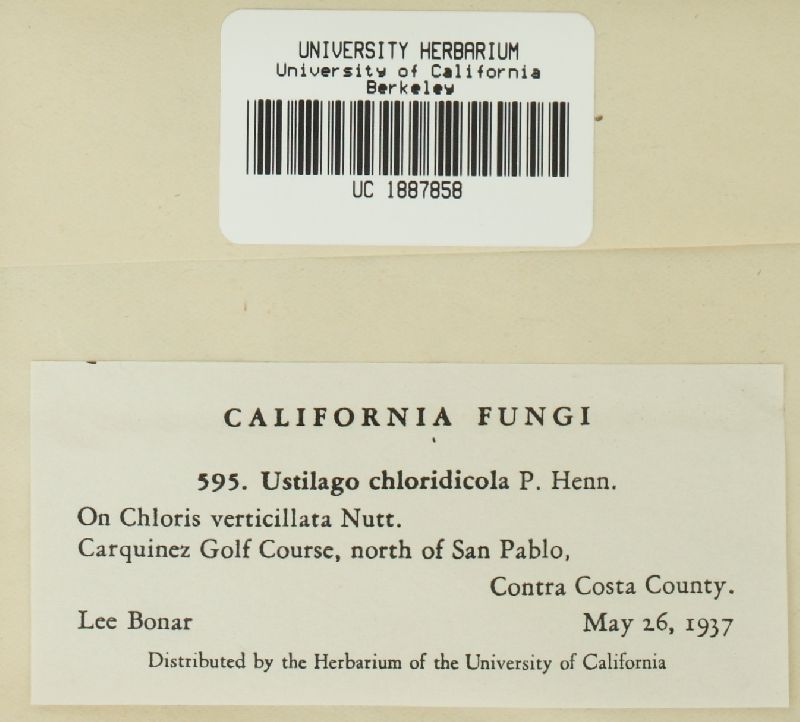 UNIVERSITY HERBARIUM
University of California
Berkeley
UC 1887858
CALIFORNIA FUNGI
595. Ustilago chloridicola P. Henn.
On Chloris verticillata Nutt.
Carquinez Golf Course, north of San Pablo,
Contra Costa County.
Lee Bonar May 26, 1937
Distributed by the Herbarium of the University of California